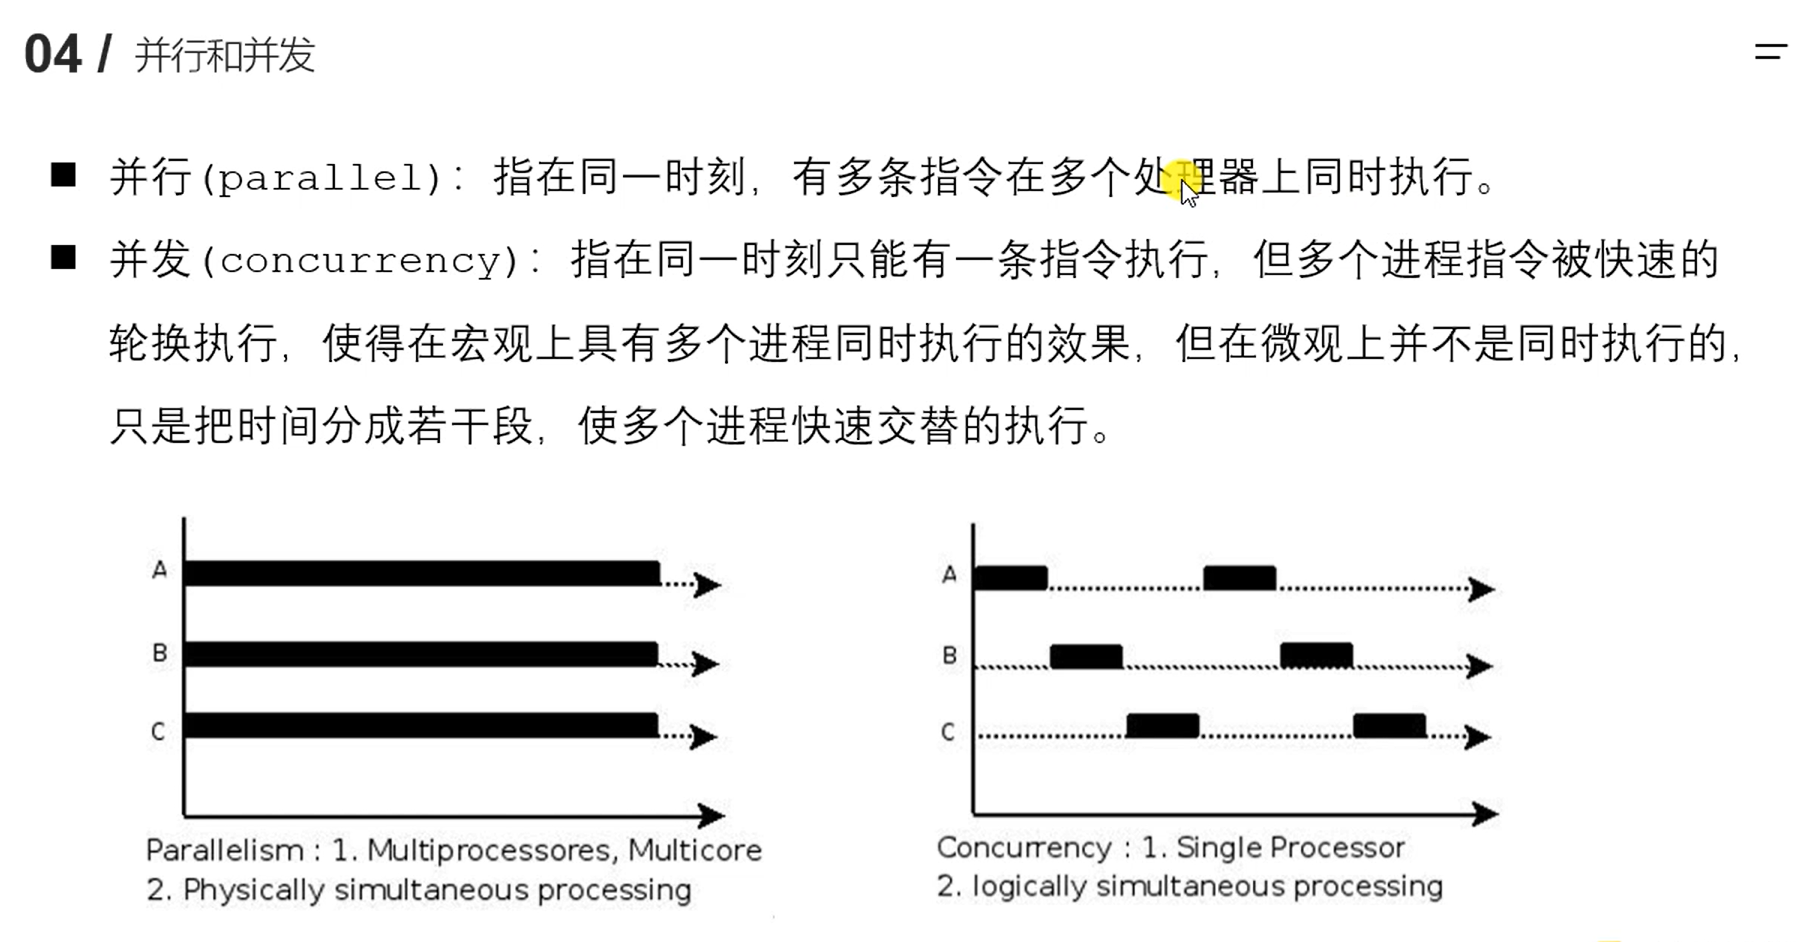 04 / 并行和并发
■ 并行(parallel)：指在同一时刻，有多条指令在多个处理器上同时执行。
■ 并发(concurrency)：指在同一时刻只能有一条指令执行，但多个进程指令被快速的
轮换执行，使得在宏观上具有多个进程同时执行的效果，但在微观上并不是同时执行的，
只是把时间分成若干段，使多个进程快速交替的执行。
A
B
C
Parallelism : 1. Multiprocessores, Multicore
2. Physically simultaneous processing
A
B
C
Concurrency : 1. Single Processor
2. logically simultaneous processing